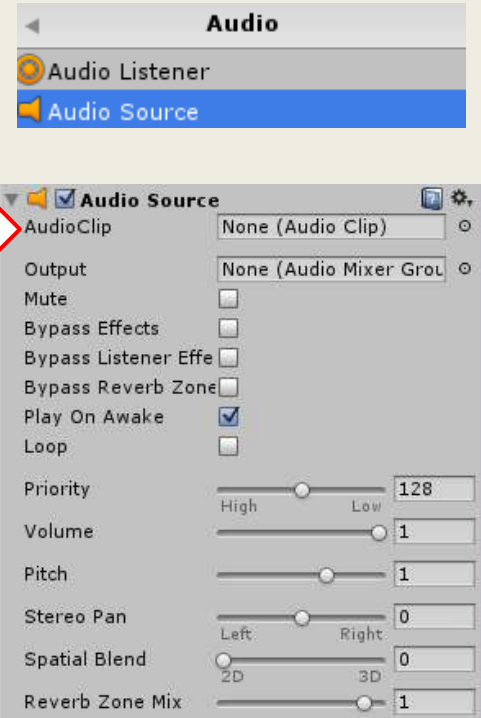 Audio
Audio Listener
Audio Source
Audio Source
AudioClip None (Audio Clip)
Output None (Audio Mixer Grou
Mute
Bypass Effects
Bypass Listener Effe
Bypass Reverb Zone
Play On Awake
Loop
Priority 128
High Low
Volume 1
Pitch 1
Stereo Pan 0
Left Right
Spatial Blend 0
2D 3D
Reverb Zone Mix 1